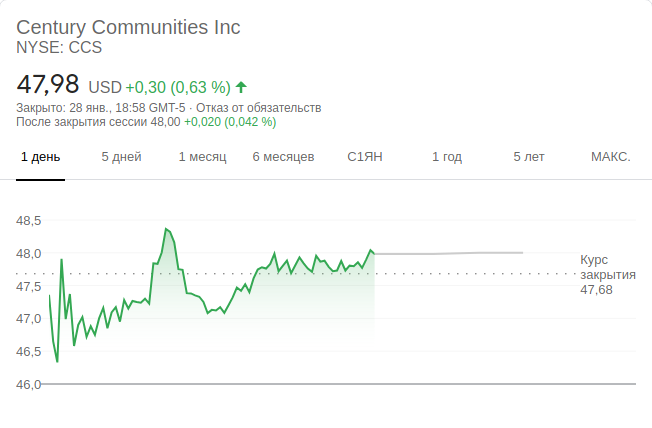 Century Communities Inc
NYSE: CCS
47,98 USD +0,30 (0,63 %)
Закрыто: 28 янв., 18:58 GMT-5 · Отказ от обязательств
После закрытия сессии 48,00 +0,020 (0,042 %)
1 день 5 дней 1 месяц 6 месяцев С1ЯН 1 год 5 лет МАКС.
48,5
48,0
47,5
47,0
46,5
46,0
Курс
закрытия
47,68